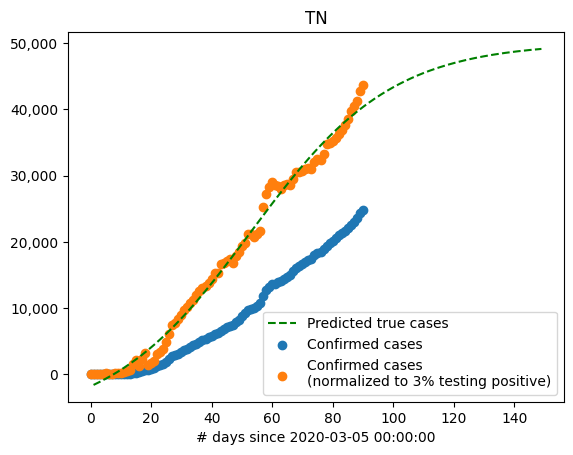 TN
50,000
40,000
30,000
20,000
10,000
0
Predicted true cases
Confirmed cases
Confirmed cases
(normalized to 3% testing positive)
0 20 40 60 80 100 120 140
# days since 2020-03-05 00:00:00